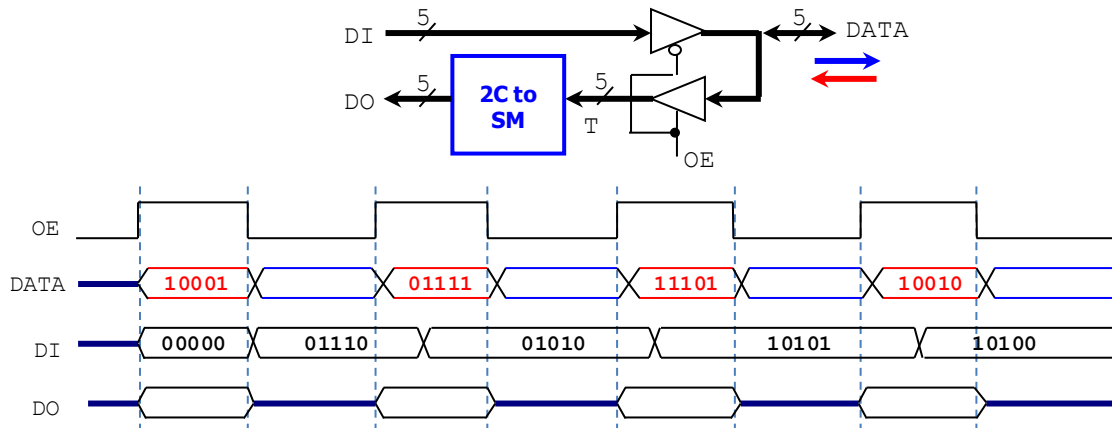 DI 5 5 DATA
DO 5 2C to SM 5
T
OE
OE
DATA 10001 01111 11101 10010
DI 00000 01110 01010 10101 10100
DO